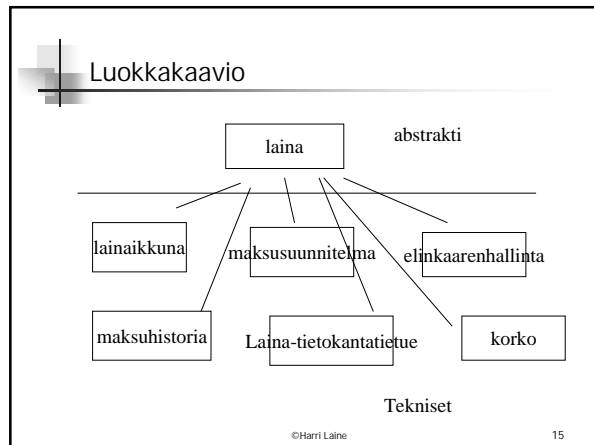 Luokkakaavio
laina
abstrakti
lainaikkuna
maksusuunnitelma
elinkaarenhallinta
maksuhistoria
Laina-tietokantatietue
korko
Tekniset
©Harri Laine
15